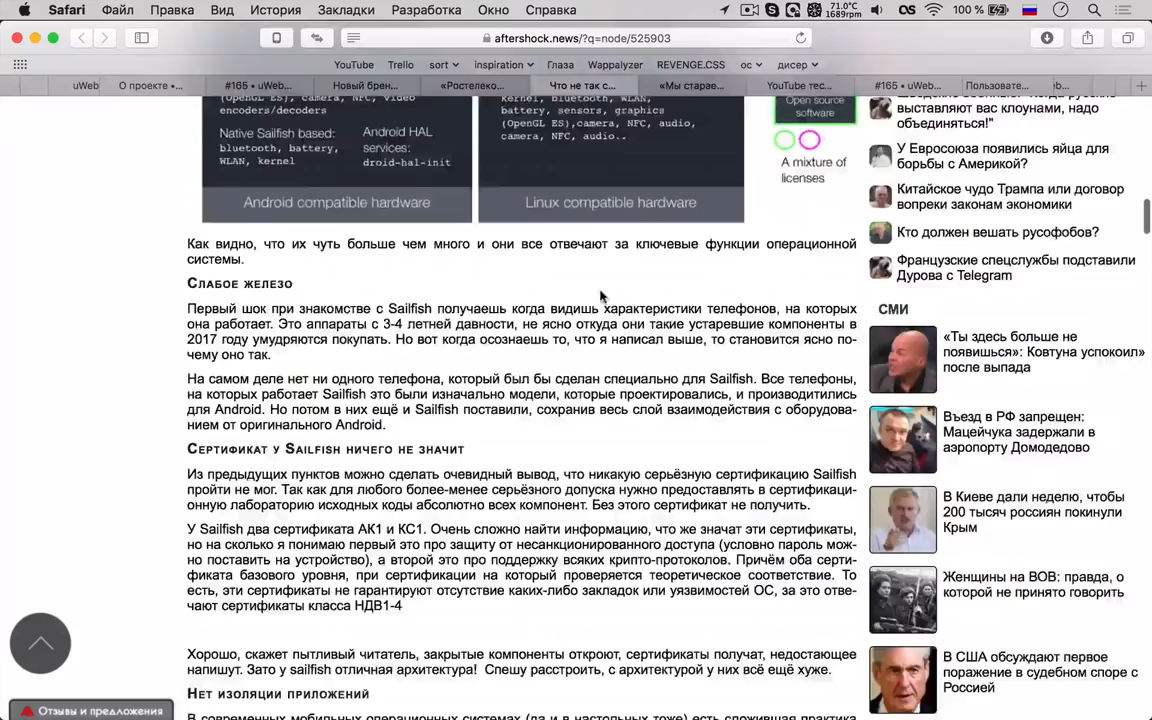 Safari Файл Правка Вид История Закладки Разработка Окно Справка 71.0°C 1689rpm 100 %
aftershock.news/?q=node/525903
YouTube Trello sort inspiration Глаза Wappalyzer REVENGE.CSS ос дисер
uWeb О проекте •... #165 • uWeb... Новый брен... «Ростелеко... Что не так с... «Мы старае... YouTube тес... #165 • uWeb... Пользовате...
(OpenGL ES), camera, NFC, video
encoders/decoders
Native Sailfish based:
bluetooth, battery,
WLAN, kernel
Android HAL
services:
droid-hal-init
Android compatible hardware
kernel, bluetooth, WLAN,
battery, sensors, graphics
(OpenGL ES),camera, NFC, audio,
camera, NFC, audio..
Linux compatible hardware
Open source
software
A mixture of
licenses
Как видно, что их чуть больше чем много и они все отвечают за ключевые функции операционной
системы.
Слабое железо
Первый шок при знакомстве с Sailfish получаешь когда видишь характеристики телефонов, на которых
она работает. Это аппараты с 3-4 летней давности, не ясно откуда они такие устаревшие компоненты в
2017 году умудряются покупать. Но вот когда осознаешь то, что я написал выше, то становится ясно по-
чему оно так.
На самом деле нет ни одного телефона, который был бы сделан специально для Sailfish. Все телефоны,
на которых работает Sailfish это были изначально модели, которые проектировались, и производитились
для Android. Но потом в них ещё и Sailfish поставили, сохранив весь слой взаимодействия с оборудова-
нием от оригинального Android.
Сертификат у Sailfish ничего не значит
Из предыдущих пунктов можно сделать очевидный вывод, что никакую серьёзную сертификацию Sailfish
пройти не мог. Так как для любого более-менее серьёзного допуска нужно предоставлять в сертификаци-
онную лабораторию исходных коды абсолютно всех компонент. Без этого сертификат не получить.
У Sailfish два сертификата АК1 и КС1. Очень сложно найти информацию, что же значат эти сертификаты,
но на сколько я понимаю первый это про защиту от несанкционированного доступа (условно пароль мож-
но поставить на устройство), а второй это про поддержку всяких крипто-протоколов. Причём оба серти-
фиката базового уровня, при сертификации на который проверяется теоретическое соответствие. То
есть, эти сертификаты не гарантируют отсутствие каких-либо закладок или уязвимостей ОС, за это отве-
чают сертификаты класса НДВ1-4
Хорошо, скажет пытливый читатель, закрытые компоненты откроют, сертификаты получат, недостающее
напишут. Зато у sailfish отличная архитектура! Спешу расстроить, с архитектурой у них всё ещё хуже.
Нет изоляции приложений
В современных мобильных операционных системах (да и в настольных тоже) есть сложившая практика
выставляют вас клоунами, надо
объединяться!"
У Евросоюза появились яйца для
борьбы с Америкой?
Китайское чудо Трампа или договор
вопреки законам экономики
Кто должен вешать русофобов?
Французские спецслужбы подставили
Дурова с Telegram
СМИ
«Ты здесь больше не
появишься»: Ковтуна успокоил»
после выпада
Въезд в РФ запрещен:
Мацейчука задержали в
аэропорту Домодедово
В Киеве дали неделю, чтобы
200 тысяч россиян покинули
Крым
Женщины на ВОВ: правда, о
которой не принято говорить
В США обсуждают первое
поражение в судебном споре с
Россией
Отзывы и предложения